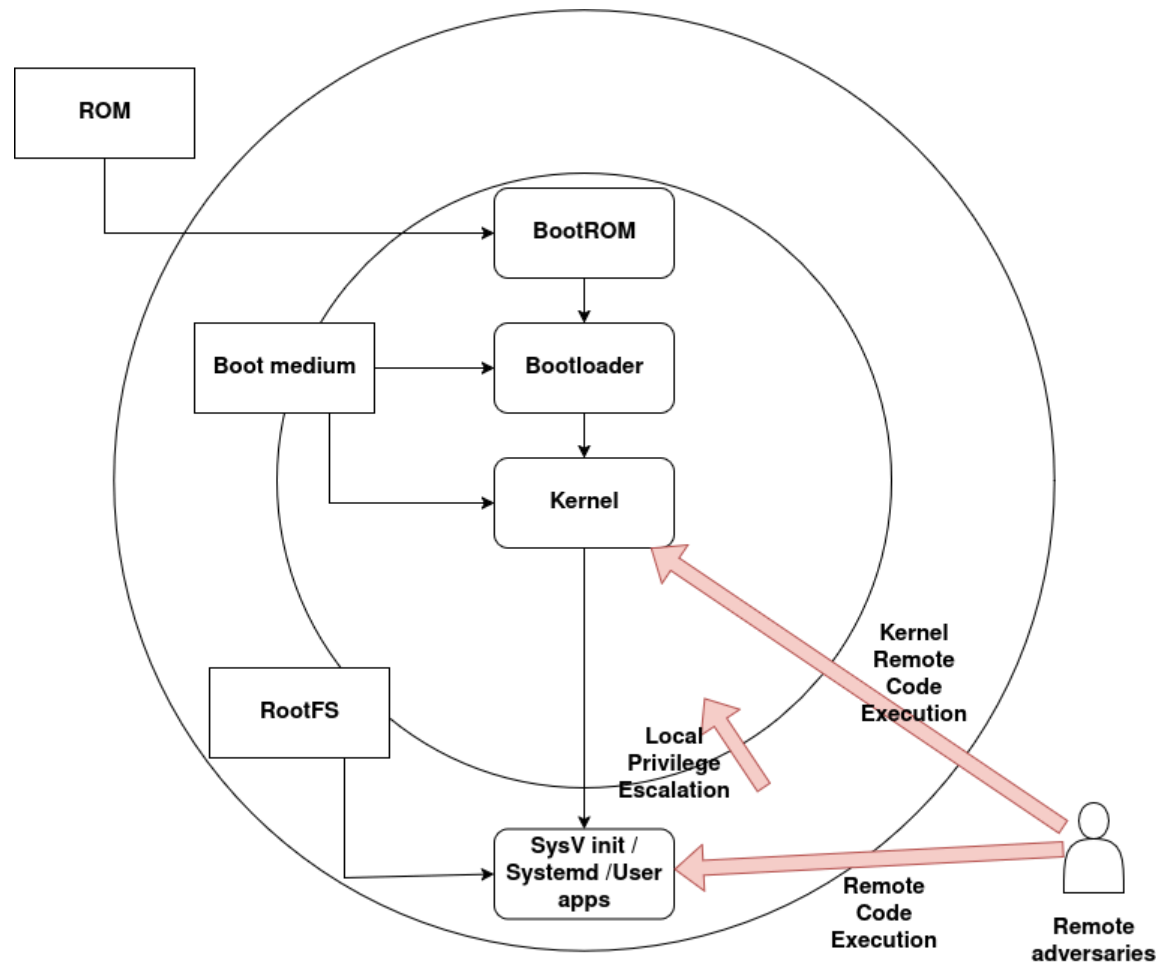 ROM
BootROM
Boot medium
Bootloader
Kernel
Kernel
Remote
Code
Execution
RootFS
Local
Privilege
Escalation
SysV init /
Systemd /User
apps
Remote
Code
Execution
Remote
adversaries